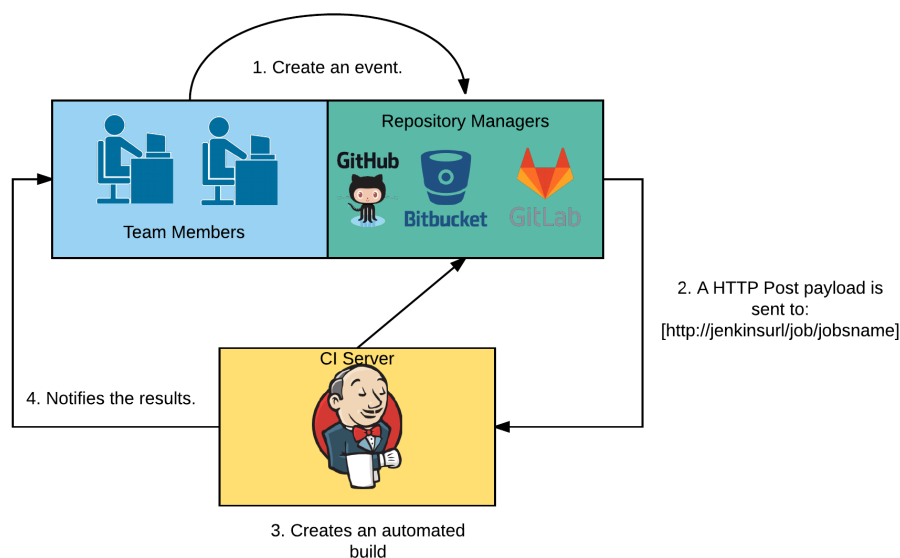 1. Create an event.
Repository Managers
GitHub
Bitbucket
GitLab
Team Members
2. A HTTP Post payload is
sent to:
[http://jenkinsurl/job/jobsname]
CI Server
4. Notifies the results.
3. Creates an automated
build